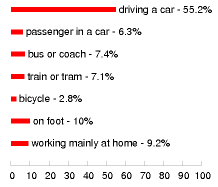 driving a car - 55.2%
passenger in a car - 6.3%
bus or coach - 7.4%
train or tram - 7.1%
bicycle - 2.8%
on foot - 10%
working mainly at home - 9.2%
0 10 20 30 40 50 60 70 80 90 100